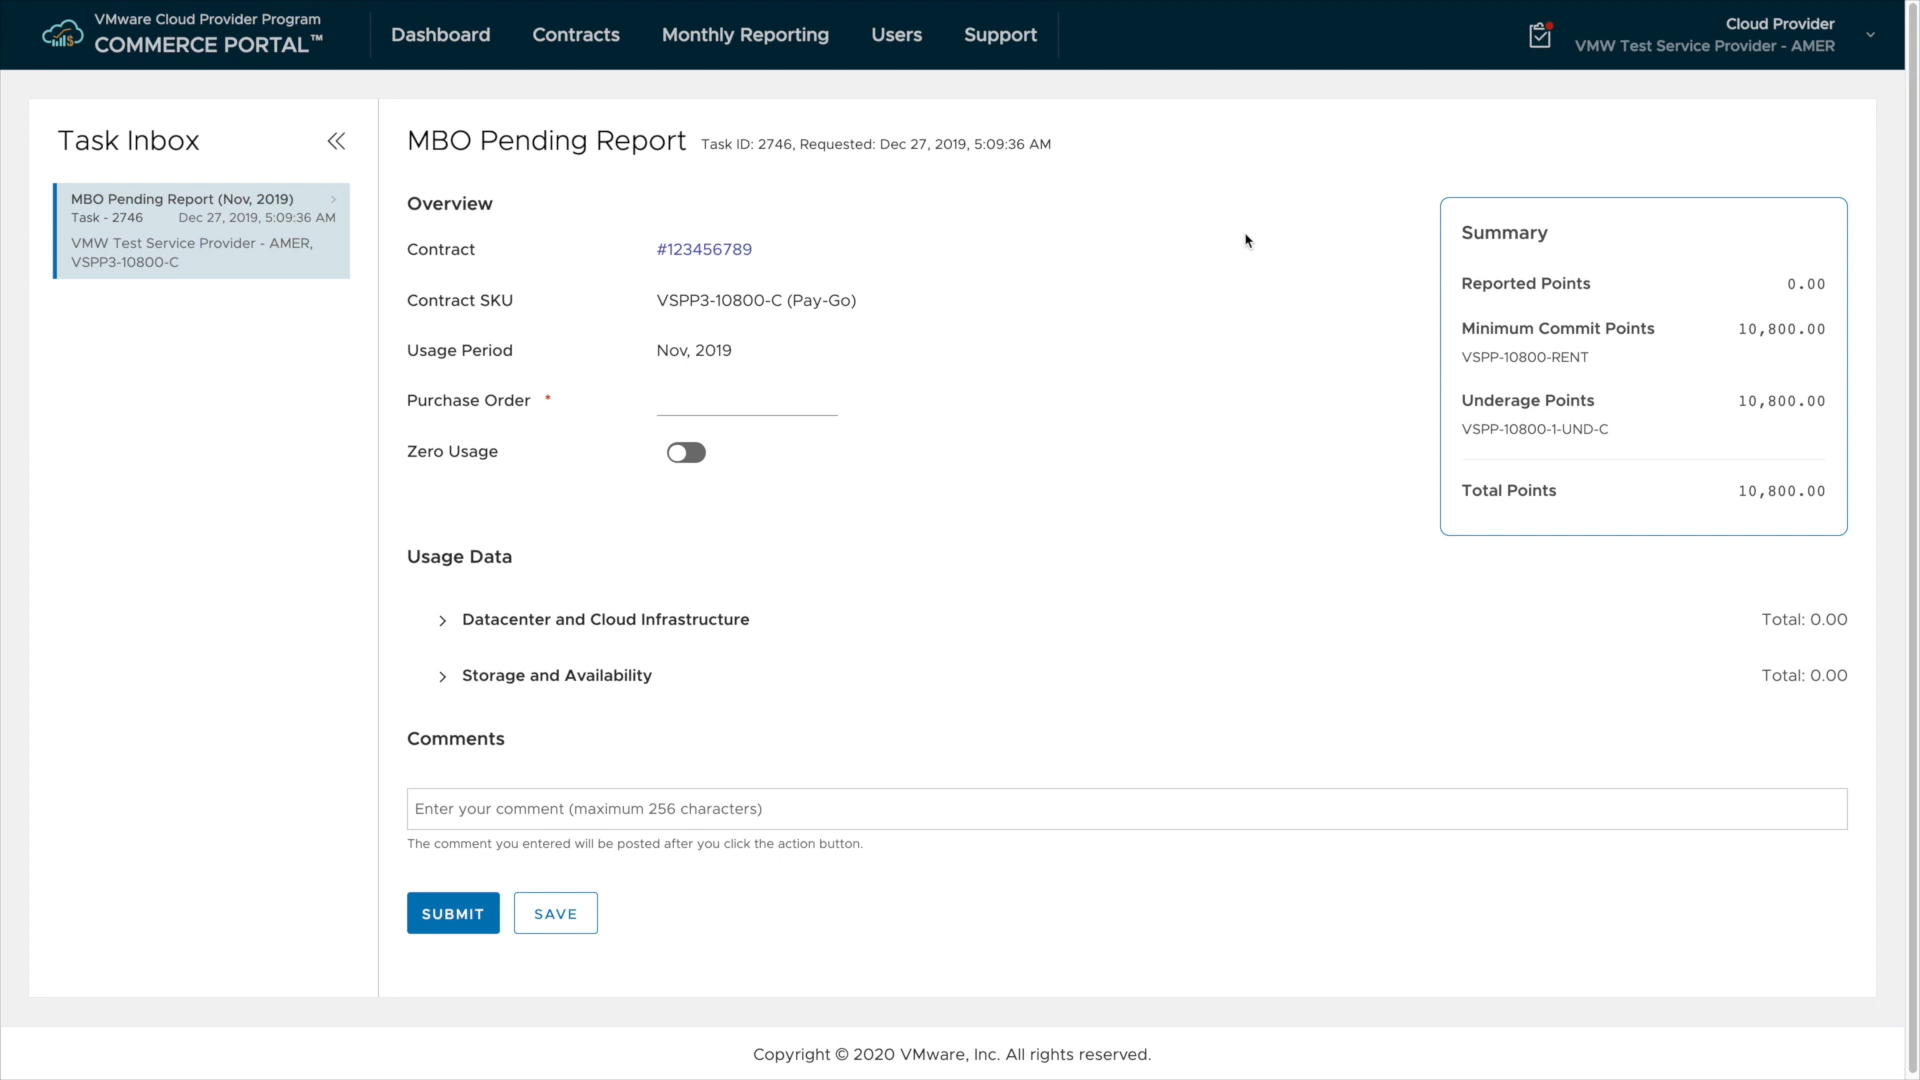 VMware Cloud Provider Program
COMMERCE PORTAL™
Dashboard
Contracts
Monthly Reporting
Users
Support
Cloud Provider
VMW Test Service Provider - AMER
Task Inbox
MBO Pending Report (Nov, 2019)
Task - 2746 Dec 27, 2019, 5:09:36 AM
VMW Test Service Provider - AMER,
VSPP3-10800-C
MBO Pending Report Task ID: 2746, Requested: Dec 27, 2019, 5:09:36 AM
Overview
Contract #123456789
Contract SKU VSPP3-10800-C (Pay-Go)
Usage Period Nov, 2019
Purchase Order *
Zero Usage
Summary
Reported Points 0.00
Minimum Commit Points 10,800.00
VSPP-10800-RENT
Underage Points 10,800.00
VSPP-10800-1-UND-C
Total Points 10,800.00
Usage Data
Datacenter and Cloud Infrastructure Total: 0.00
Storage and Availability Total: 0.00
Comments
Enter your comment (maximum 256 characters)
The comment you entered will be posted after you click the action button.
SUBMIT
SAVE
Copyright © 2020 VMware, Inc. All rights reserved.